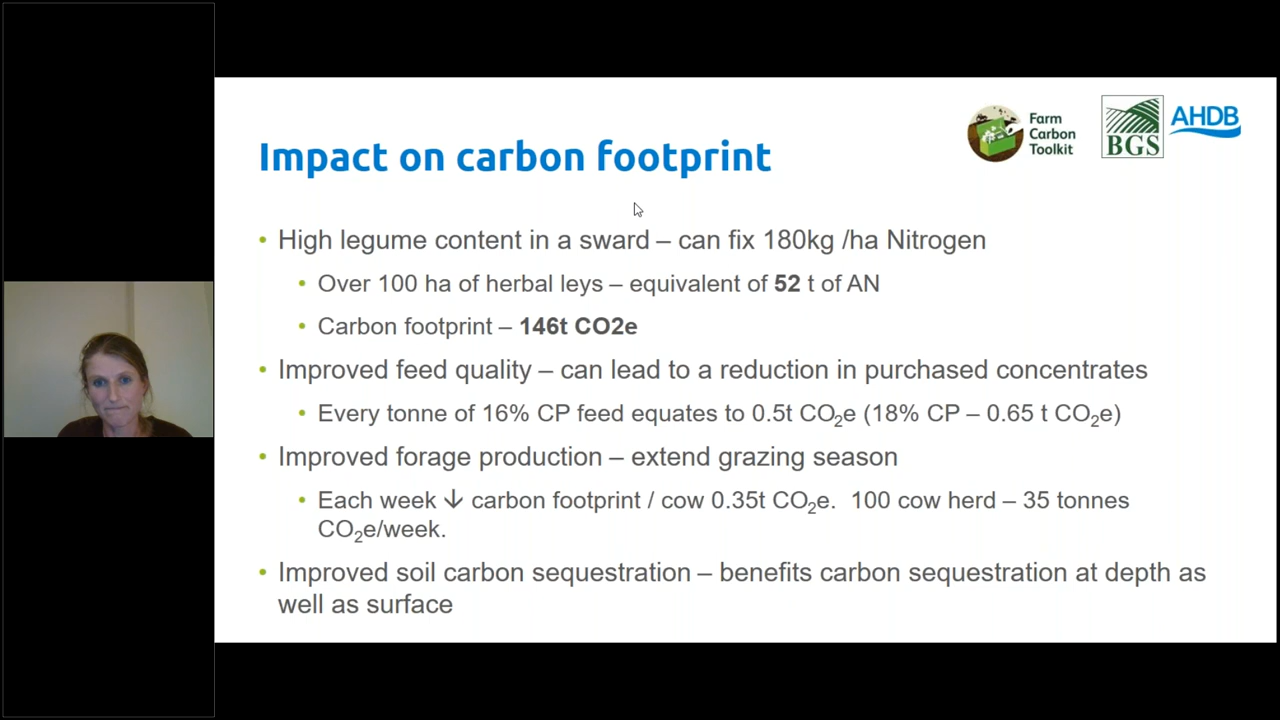 Farm
Carbon
Toolkit
BGS
AHDB
Impact on carbon footprint
• High legume content in a sward – can fix 180kg /ha Nitrogen
• Over 100 ha of herbal leys – equivalent of 52 t of AN
• Carbon footprint – 146t CO2e
• Improved feed quality – can lead to a reduction in purchased concentrates
• Every tonne of 16% CP feed equates to 0.5t CO₂e (18% CP – 0.65 t CO₂e)
• Improved forage production – extend grazing season
• Each week ↓ carbon footprint / cow 0.35t CO₂e. 100 cow herd – 35 tonnes
CO₂e/week.
• Improved soil carbon sequestration – benefits carbon sequestration at depth as
well as surface